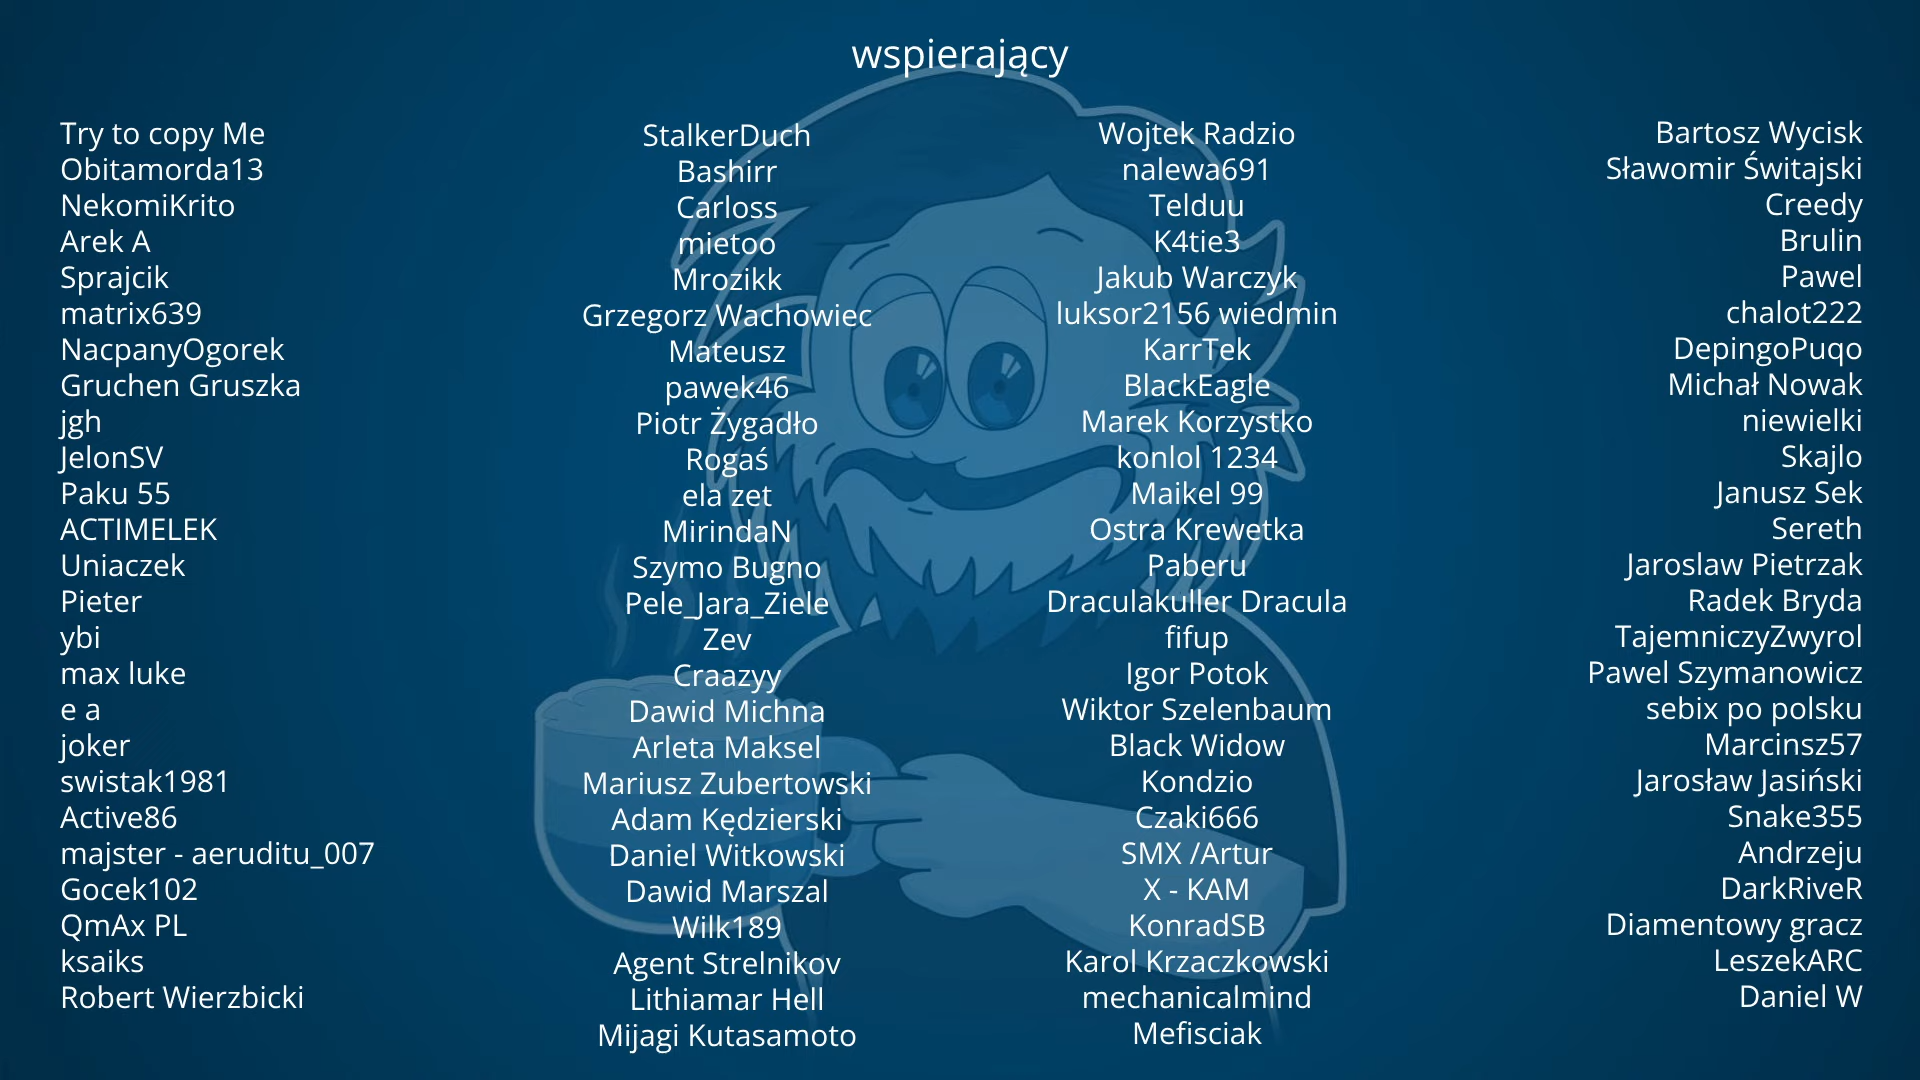 wspierający
Try to copy Me
Obitamorda13
NekomiKrito
Arek A
Sprajcik
matrix639
NacpanyOgorek
Gruchen Gruszka
jgh
JelonSV
Paku 55
ACTIMELEK
Uniaczek
Pieter
ybi
max luke
e a
joker
swistak1981
Active86
majster - aeruditu_007
Gocek102
QmAx PL
ksaiks
Robert Wierzbicki
StalkerDuch
Bashirr
Carloss
mietoo
Mrozikk
Grzegorz Wachowiec
Mateusz
pawek46
Piotr Żygadło
Rogaś
ela zet
MirindaN
Szymo Bugno
Pele_Jara_Ziele
Zev
Craazyy
Dawid Michna
Arleta Maksel
Mariusz Zubertowski
Adam Kędzierski
Daniel Witkowski
Dawid Marszal
Wilk189
Agent Strelnikov
Lithiamar Hell
Mijagi Kutasamoto
Wojtek Radzio
nalewa691
Telduu
K4tie3
Jakub Warczyk
luksor2156 wiedmin
KarrTek
BlackEagle
Marek Korzystko
konlol 1234
Maikel 99
Ostra Krewetka
Paberu
Draculakuller Dracula
fifup
Igor Potok
Wiktor Szelenbaum
Black Widow
Kondzio
Czaki666
SMX /Artur
X - KAM
KonradSB
Karol Krzaczkowski
mechanicalmind
Mefisciak
Bartosz Wycisk
Sławomir Świtajski
Creedy
Brulin
Pawel
chalot222
DepingoPuqo
Michał Nowak
niewielki
Skajlo
Janusz Sek
Sereth
Jaroslaw Pietrzak
Radek Bryda
TajemniczyZwyrol
Pawel Szymanowicz
sebix po polsku
Marcinsz57
Jarosław Jasiński
Snake355
Andrzeju
DarkRiveR
Diamentowy gracz
LeszekARC
Daniel W